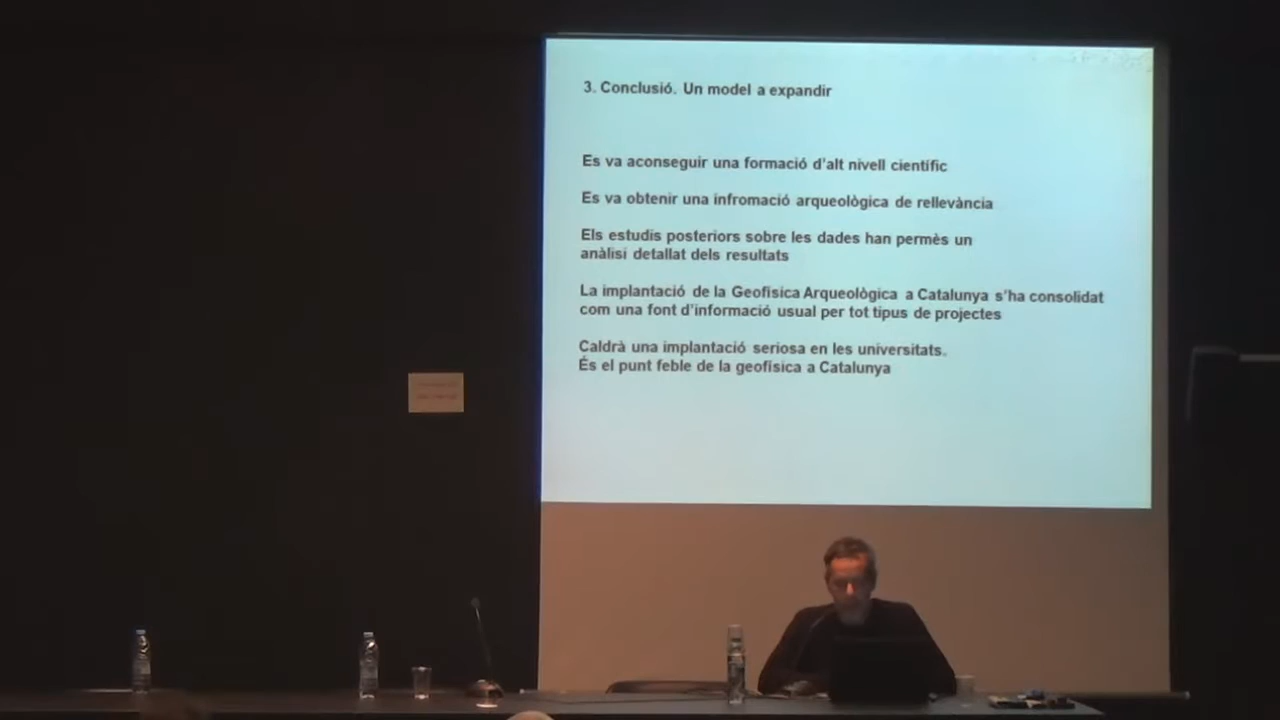 3. Conclusió. Un model a expandir
Es va aconseguir una formació d'alt nivell científic
Es va obtenir una infromació arqueològica de rellevància
Els estudis posteriors sobre les dades han permès un
anàlisi detallat dels resultats
La implantació de la Geofísica Arqueològica a Catalunya s'ha consolidat
com una font d'informació usual per tot tipus de projectes
Caldrà una implantació seriosa en les universitats.
És el punt feble de la geofísica a Catalunya